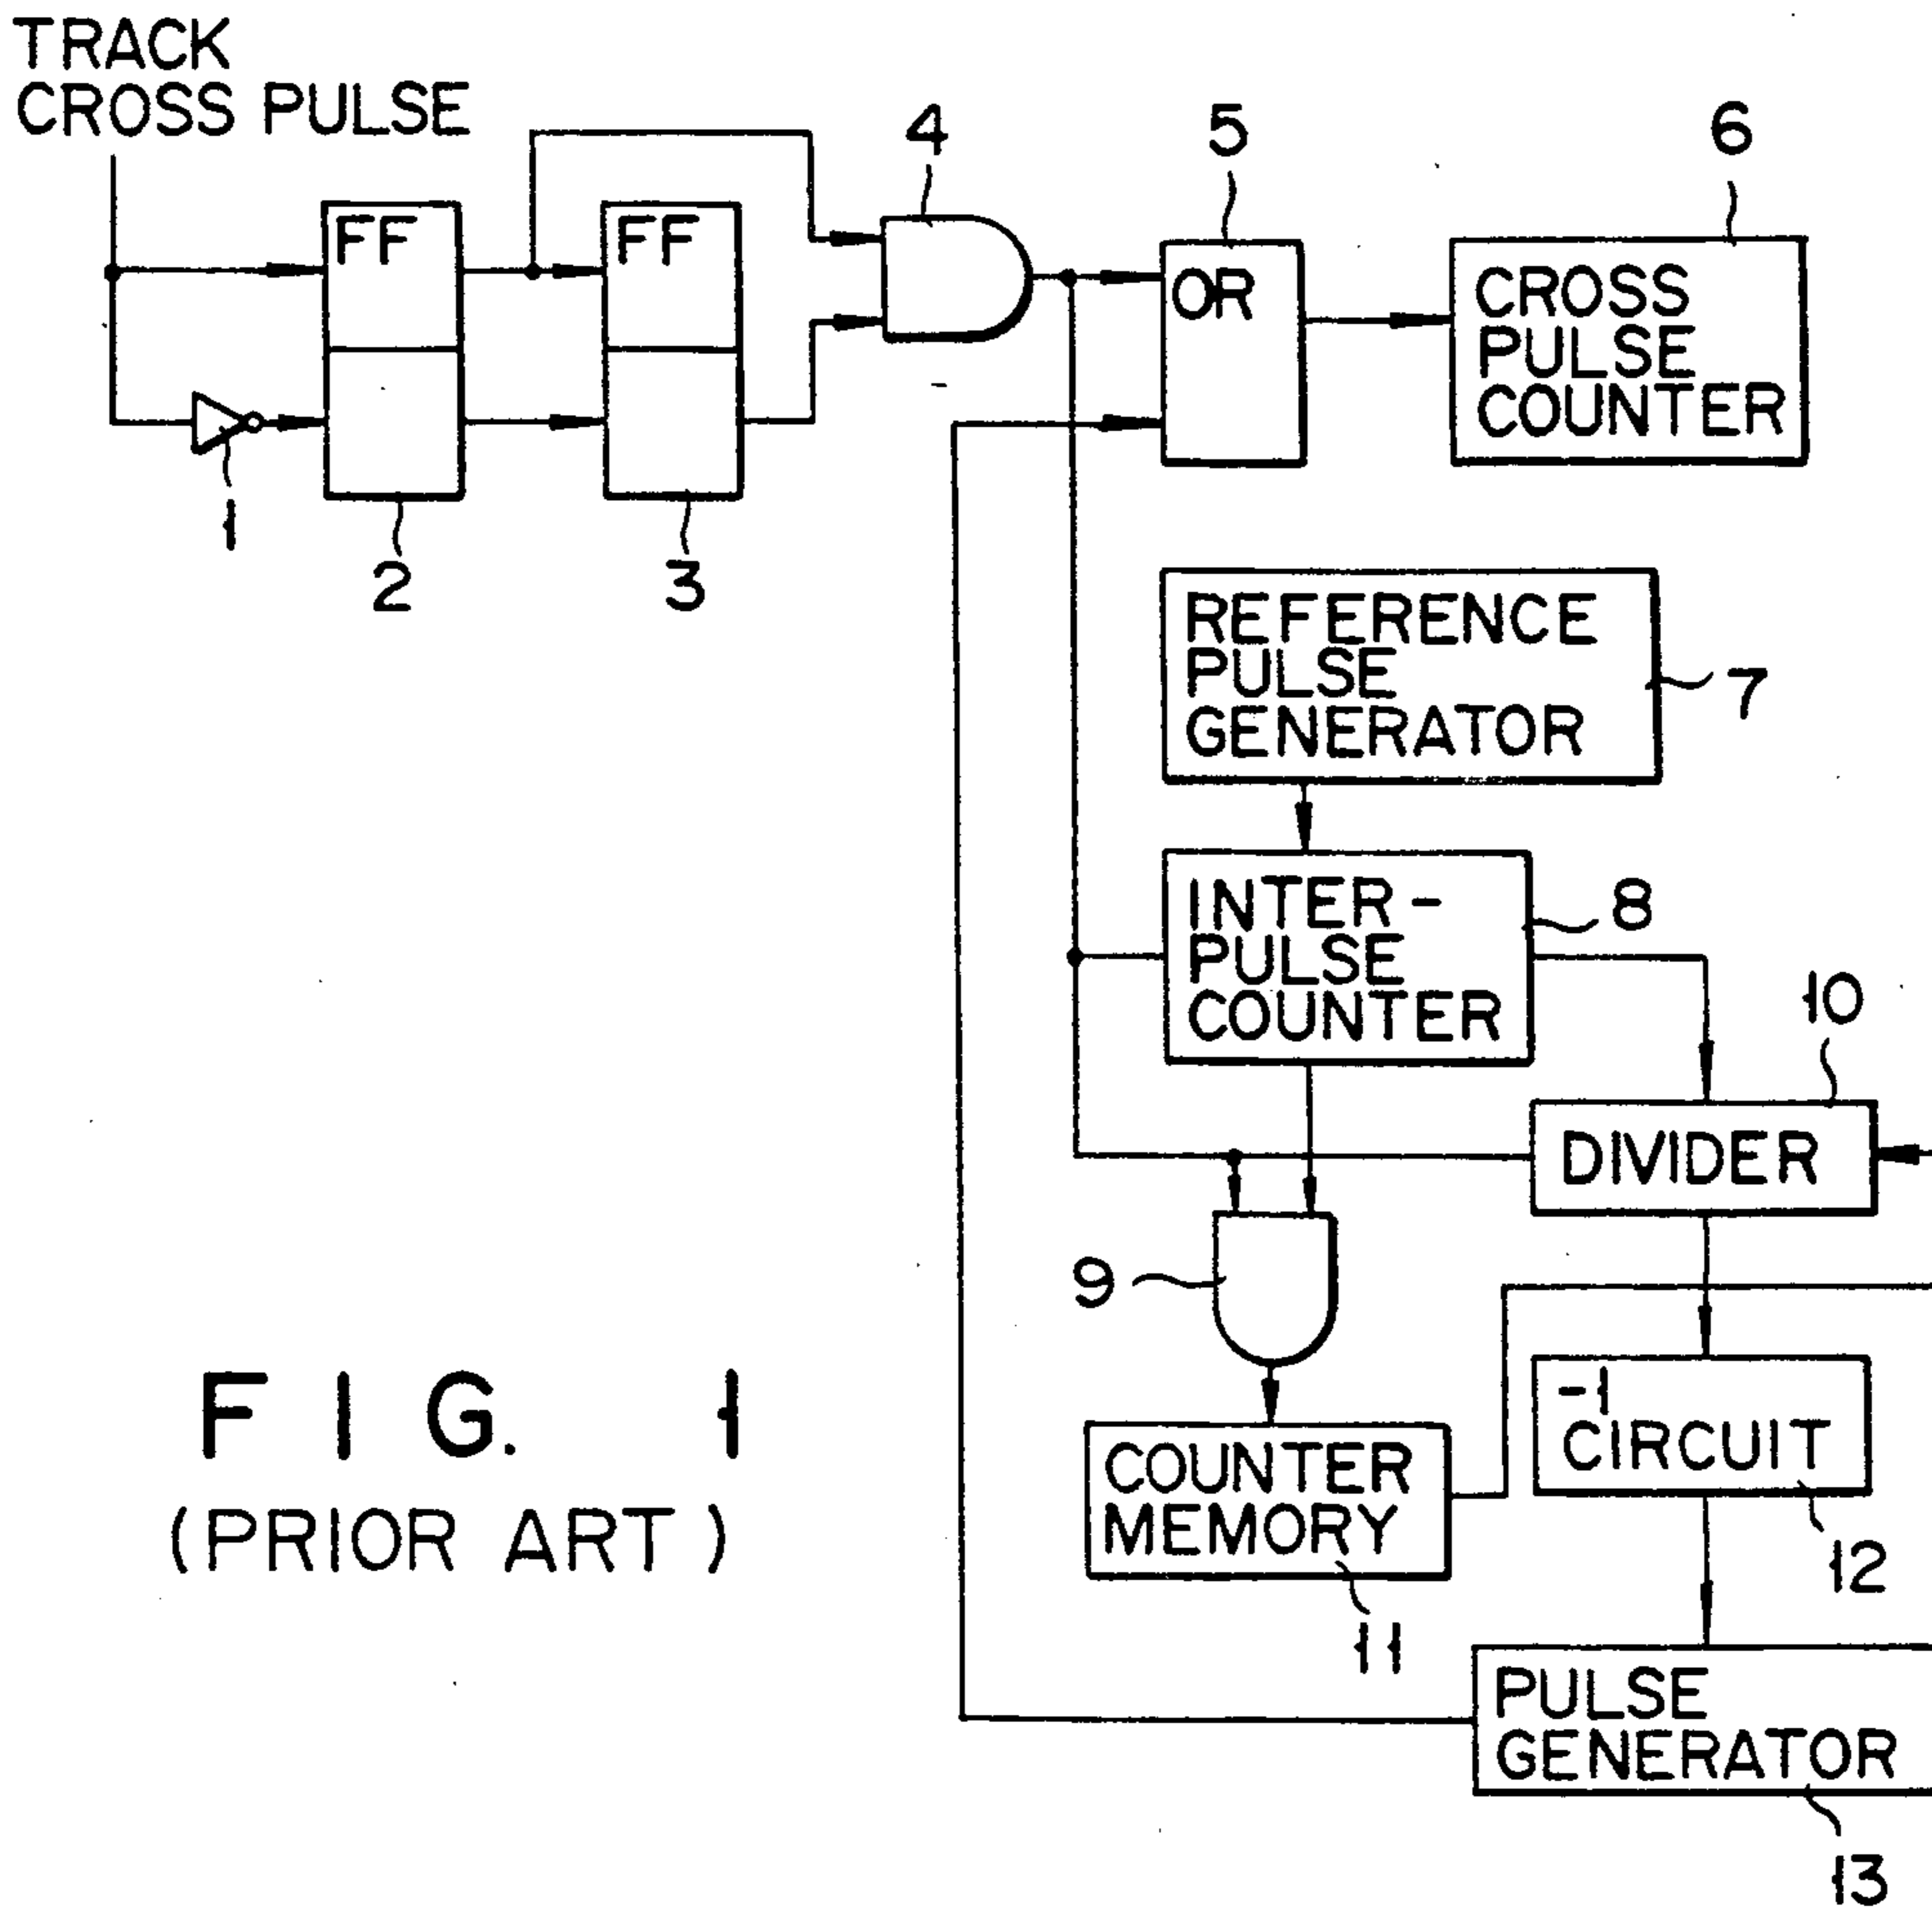 TRACK
CROSS PULSE
4
5
6
FF
FF
OR
CROSS
PULSE
COUNTER
1
2
3
REFERENCE
PULSE
GENERATOR
7
INTER-
PULSE
COUNTER
8
10
DIVIDER
9
-1
CIRCUIT
12
COUNTER
MEMORY
11
PULSE
GENERATOR
13
FIG. 1
(PRIOR ART)